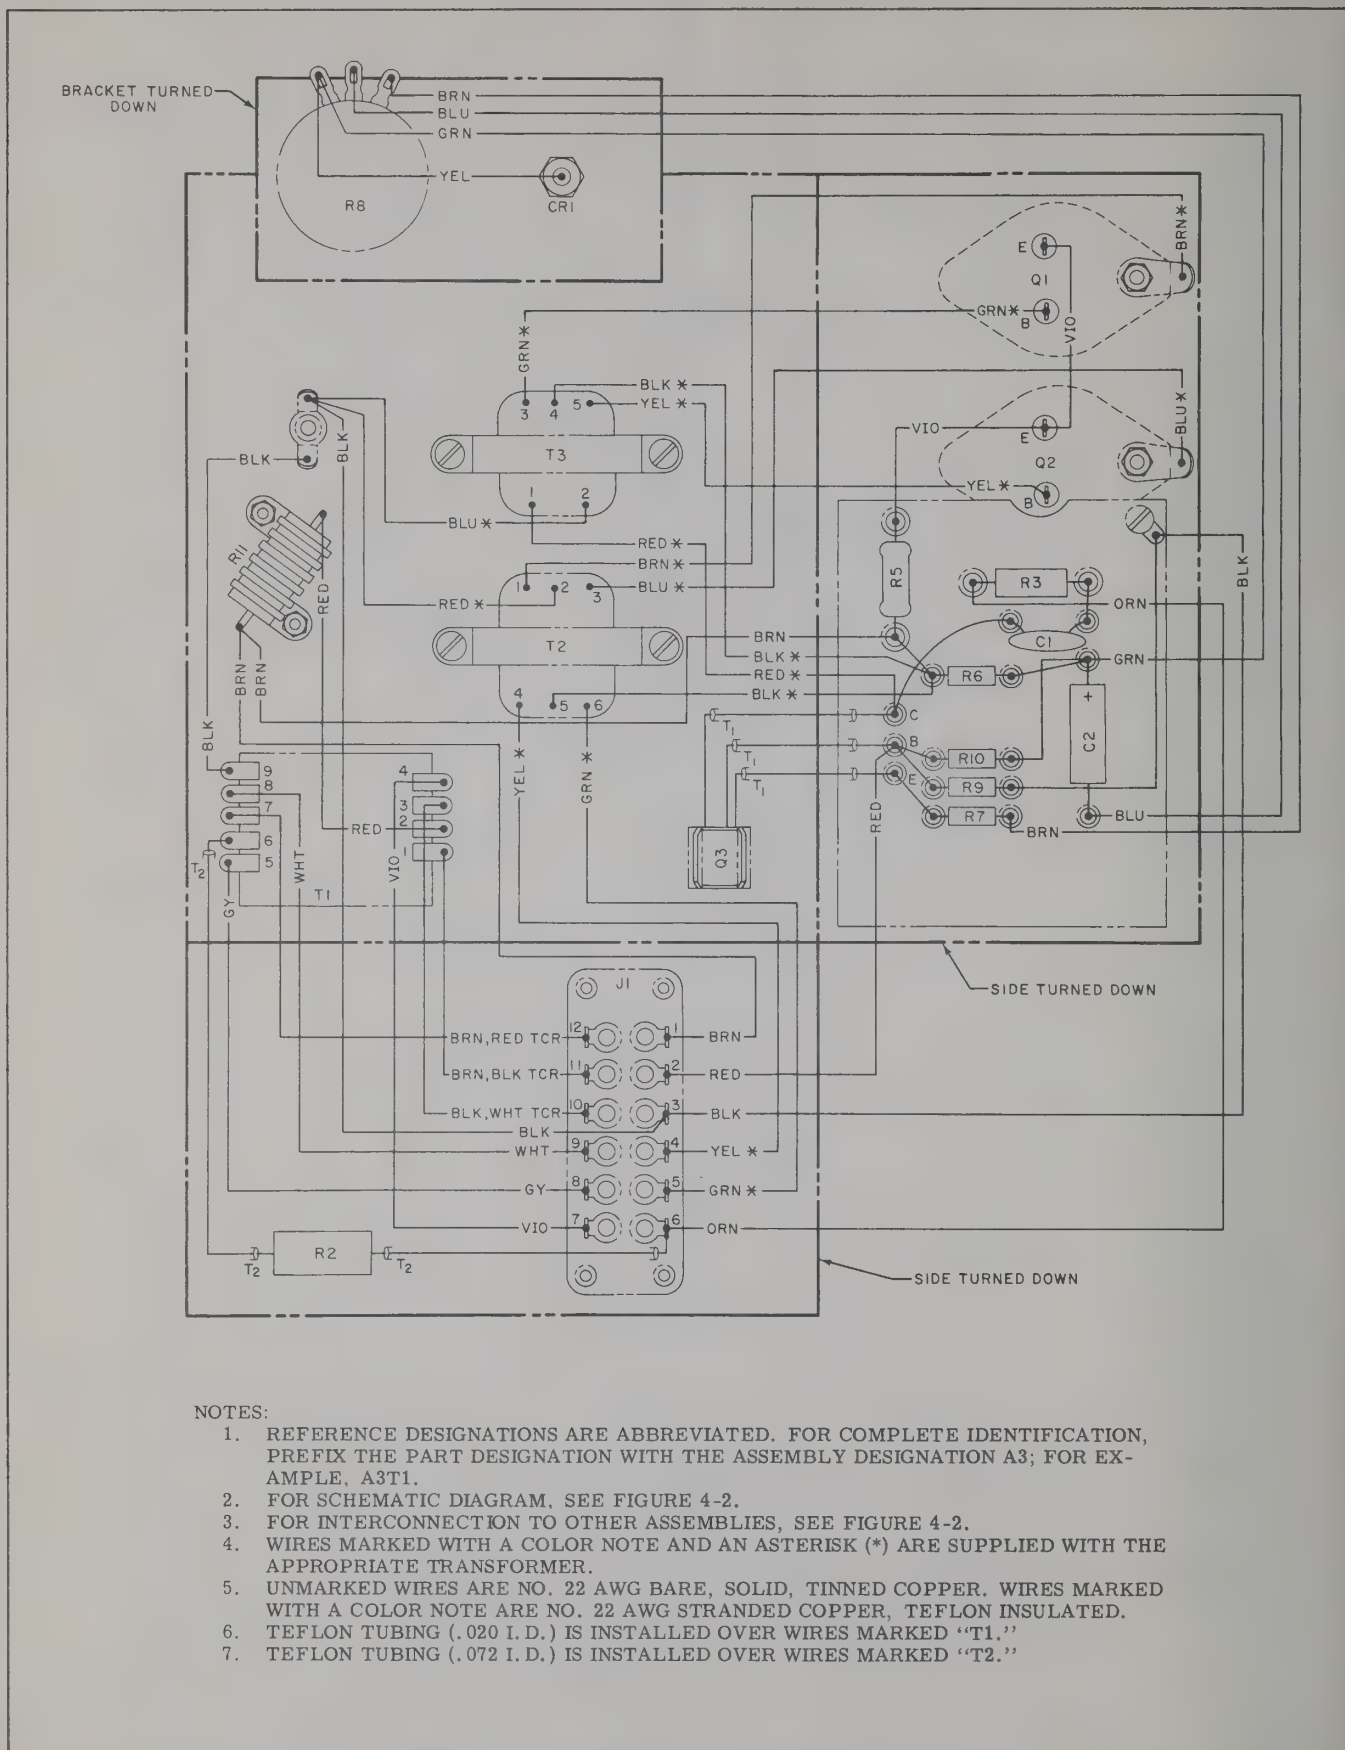 BRACKET TURNED
DOWN
BRN
BLU
GRN
YEL
R8
CR1
BRN*
E
Q1
GRN*
B
VIO
GRN*
BLK*
YEL*
3
4
5
T3
1
2
BLU*
BLK
BLK
VIO
E
Q2
YEL*
B
BLU*
R11
RED
RED*
BRN*
BLU*
1
2
3
RED*
T2
4
5
6
R5
R3
ORN
BLK
C1
BRN
BLK*
RED*
BLK*
R6
GRN
+
C2
C
B
E
T1
T1
T1
R10
R9
R7
BLU
BRN
BRN
BRN
BLK
YEL*
GRN*
RED
Q3
9
8
7
6
5
T2
GY
WHT
RED
VIO
4
3
2
1
T1
SIDE TURNED DOWN
J1
BRN,RED TCR
12
1
BRN
BRN,BLK TCR
11
2
RED
BLK,WHT TCR
10
3
BLK
BLK
WHT
9
4
YEL*
GY
8
5
GRN*
VIO
7
6
ORN
T2
R2
T2
SIDE TURNED DOWN
NOTES:
1. REFERENCE DESIGNATIONS ARE ABBREVIATED. FOR COMPLETE IDENTIFICATION,
PREFIX THE PART DESIGNATION WITH THE ASSEMBLY DESIGNATION A3; FOR EX-
AMPLE, A3T1.
2. FOR SCHEMATIC DIAGRAM, SEE FIGURE 4-2.
3. FOR INTERCONNECTION TO OTHER ASSEMBLIES, SEE FIGURE 4-2.
4. WIRES MARKED WITH A COLOR NOTE AND AN ASTERISK (*) ARE SUPPLIED WITH THE
APPROPRIATE TRANSFORMER.
5. UNMARKED WIRES ARE NO. 22 AWG BARE, SOLID, TINNED COPPER. WIRES MARKED
WITH A COLOR NOTE ARE NO. 22 AWG STRANDED COPPER, TEFLON INSULATED.
6. TEFLON TUBING (.020 I.D.) IS INSTALLED OVER WIRES MARKED “T1.”
7. TEFLON TUBING (.072 I.D.) IS INSTALLED OVER WIRES MARKED “T2.”